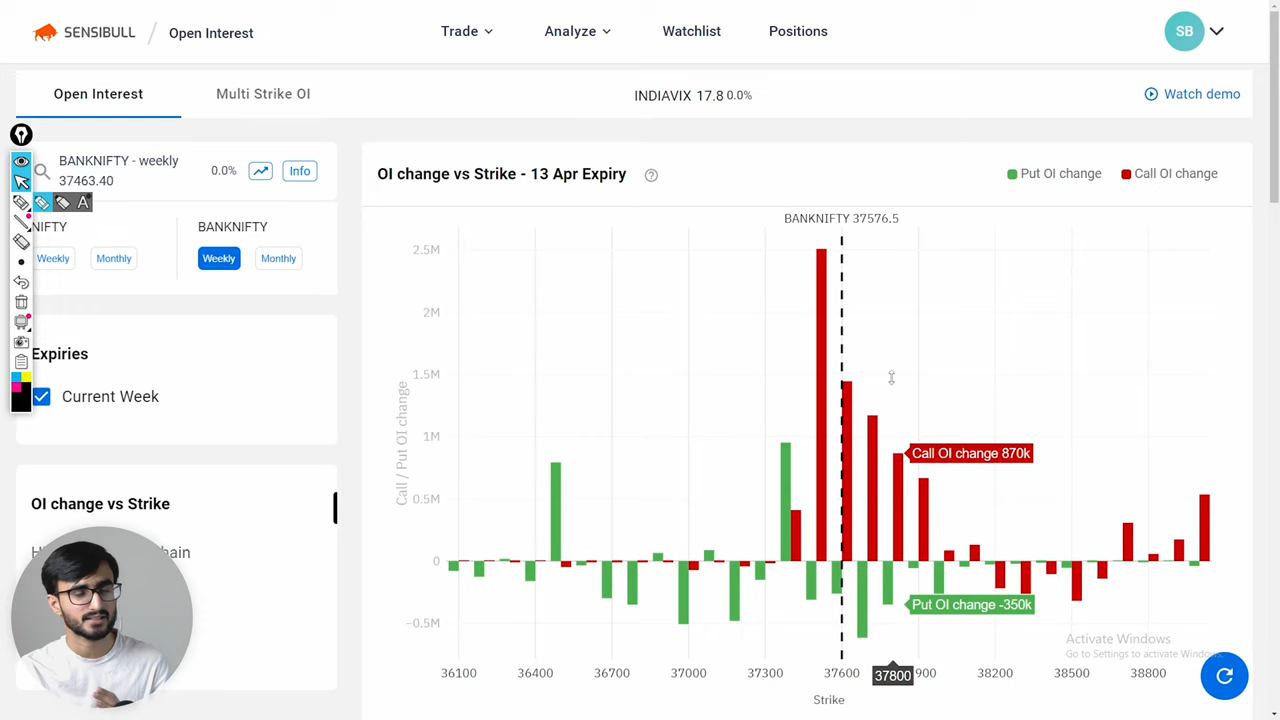 SENSIBULL
Open Interest
Trade
Analyze
Watchlist
Positions
SB
Open Interest
Multi Strike OI
INDIAVIX 17.8 0.0%
Watch demo
BANKNIFTY - weekly
37463.40
0.0%
Info
A
NIFTY
BANKNIFTY
Weekly
Monthly
Weekly
Monthly
Expiries
Current Week
OI change vs Strike
OI change vs Strike - 13 Apr Expiry
Put OI change
Call OI change
BANKNIFTY 37576.5
2.5M
2M
1.5M
1M
0.5M
0
−0.5M
Call / Put OI change
Call OI change 870k
Put OI change -350k
36100
36400
36700
37000
37300
37600
37800
900
38200
38500
38800
Strike
Activate Windows
Go to Settings to activate Windows.